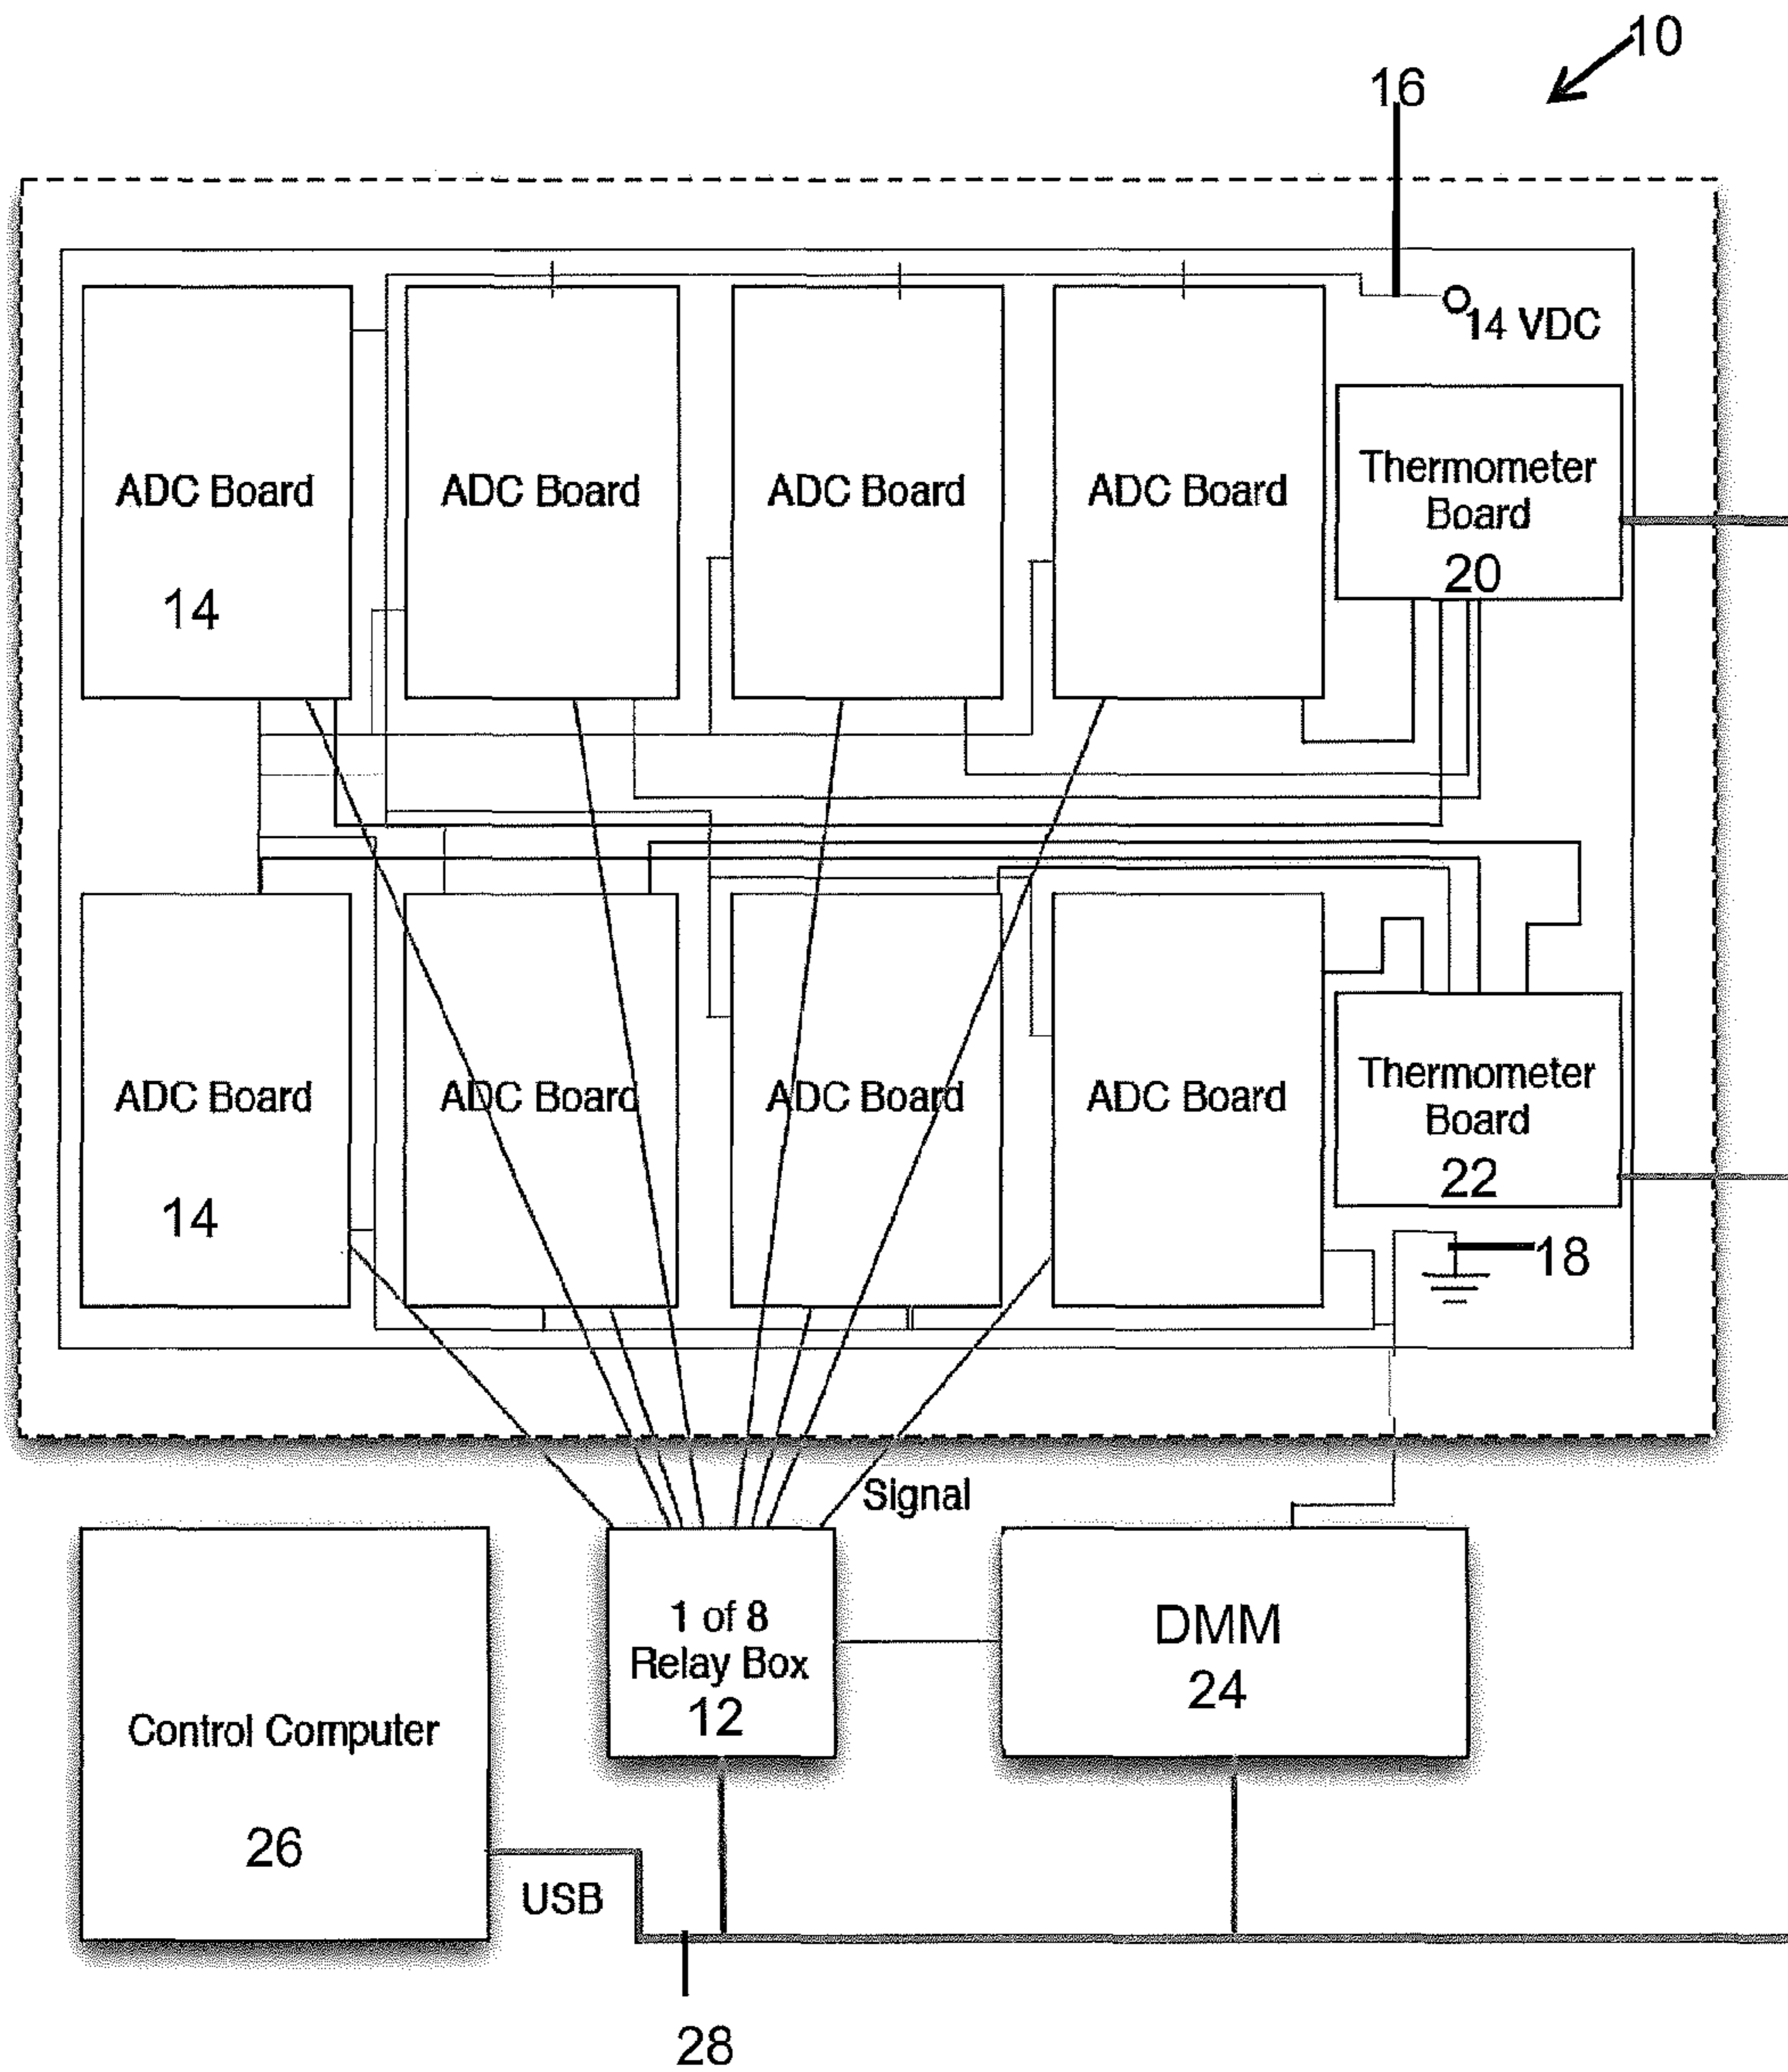 10
16
14 VDC
ADC Board
14
ADC Board
ADC Board
ADC Board
Thermometer
Board
20
ADC Board
14
ADC Board
ADC Board
ADC Board
Thermometer
Board
22
18
Signal
Control Computer
26
USB
1 of 8
Relay Box
12
DMM
24
28